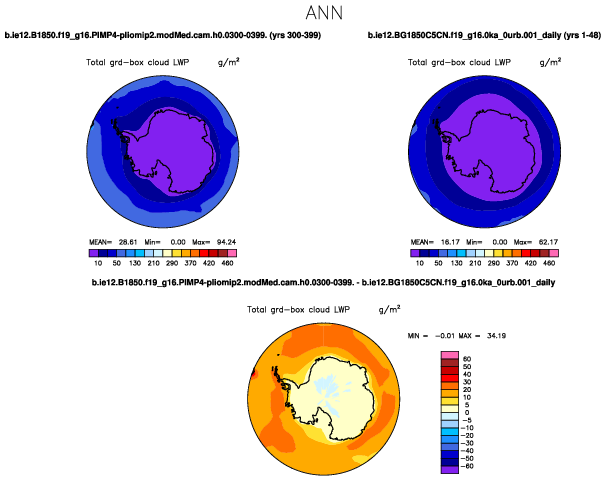 ANN
b.ie12.B1850.f19_g16.PIMP4-pliomip2.modMed.cam.h0.0300-0399. (yrs 300-399)
b.ie12.BG1850C5CN.f19_g16.0ka_0urb.001_daily (yrs 1-48)
Total grd-box cloud LWP g/m2
Total grd-box cloud LWP g/m2
MEAN= 28.61 Min= 0.00 Max= 94.24
MEAN= 16.17 Min= 0.00 Max= 62.17
10 50 130 210 290 370 420 460
10 50 130 210 290 370 420 460
b.ie12.B1850.f19_g16.PIMP4-pliomip2.modMed.cam.h0.0300-0399. - b.ie12.BG1850C5CN.f19_g16.0ka_0urb.001_daily
Total grd-box cloud LWP g/m2
MIN = -0.01 MAX = 34.19
60
50
40
30
20
10
5
0
-5
-10
-20
-30
-40
-50
-60